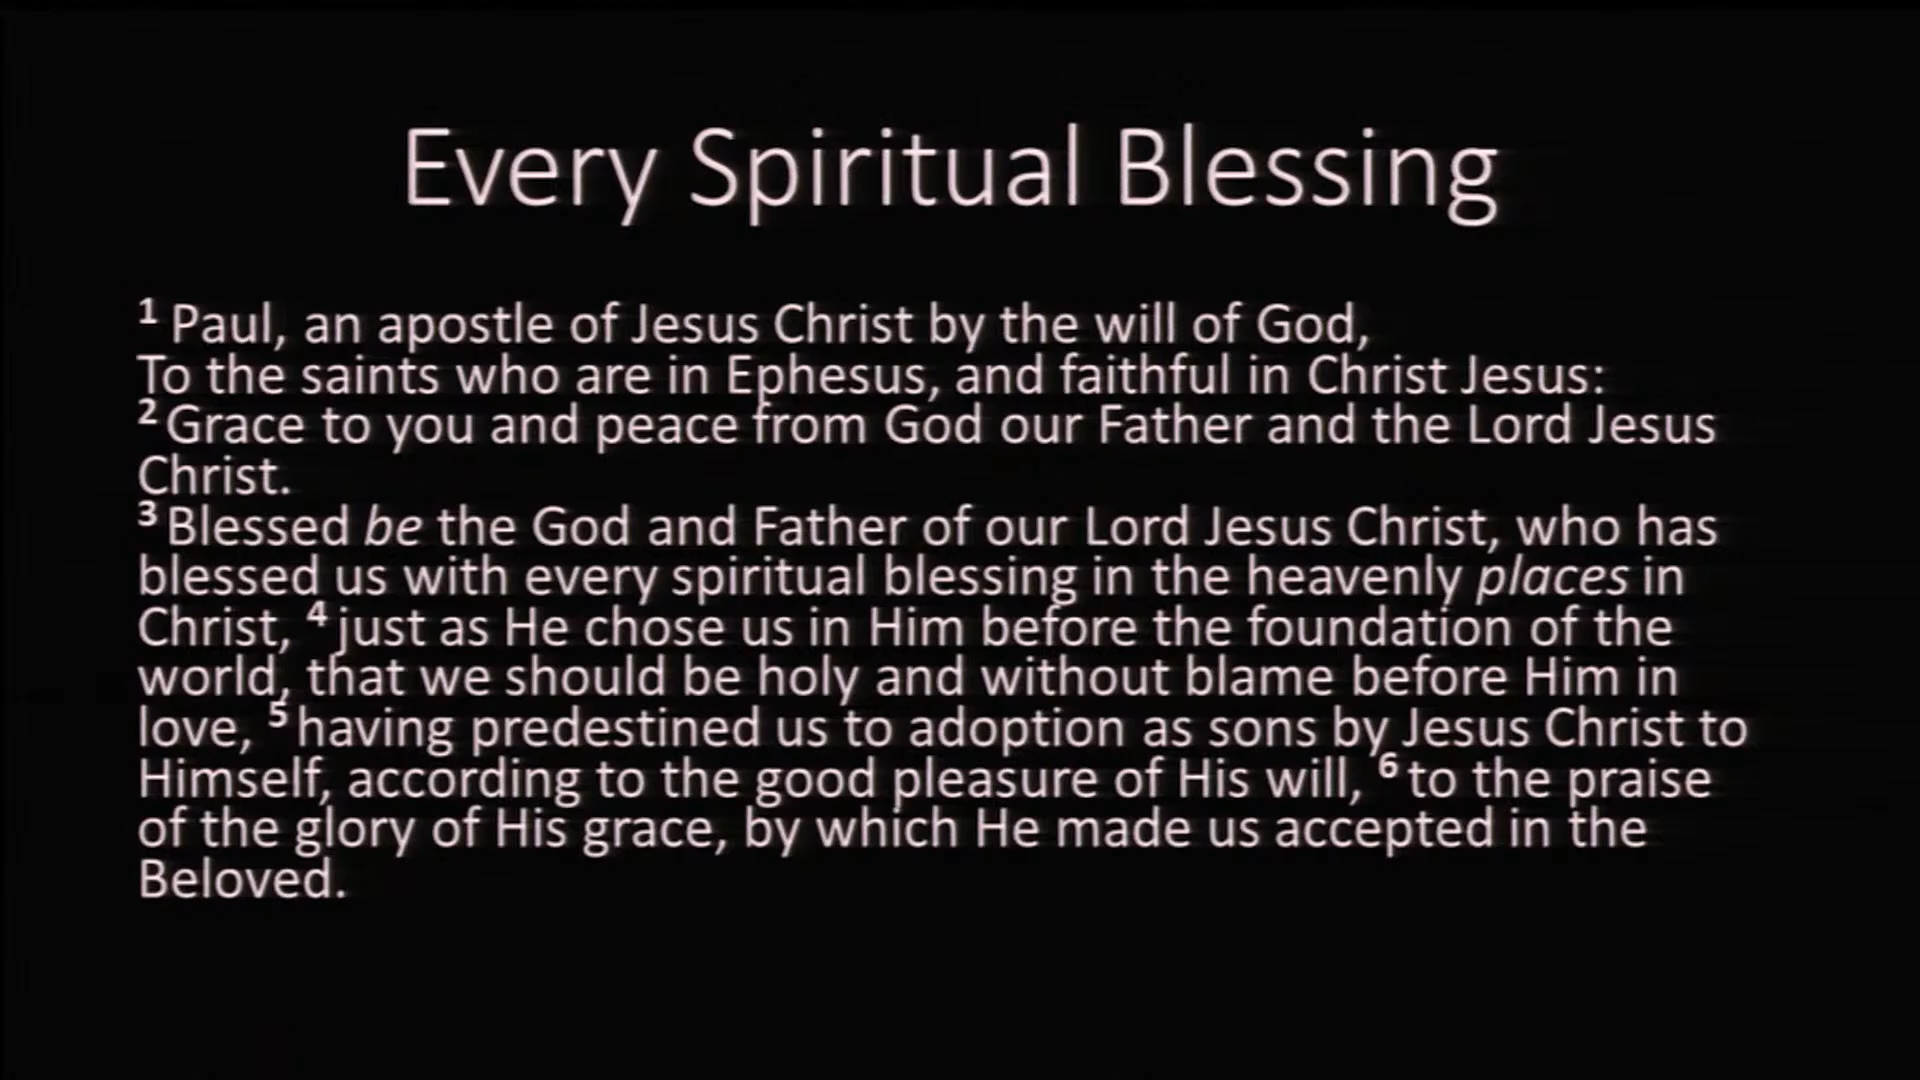 Every Spiritual Blessing
¹ Paul, an apostle of Jesus Christ by the will of God,
To the saints who are in Ephesus, and faithful in Christ Jesus:
² Grace to you and peace from God our Father and the Lord Jesus
Christ.
³ Blessed be the God and Father of our Lord Jesus Christ, who has
blessed us with every spiritual blessing in the heavenly places in
Christ, ⁴ just as He chose us in Him before the foundation of the
world, that we should be holy and without blame before Him in
love, ⁵ having predestined us to adoption as sons by Jesus Christ to
Himself, according to the good pleasure of His will, ⁶ to the praise
of the glory of His grace, by which He made us accepted in the
Beloved.